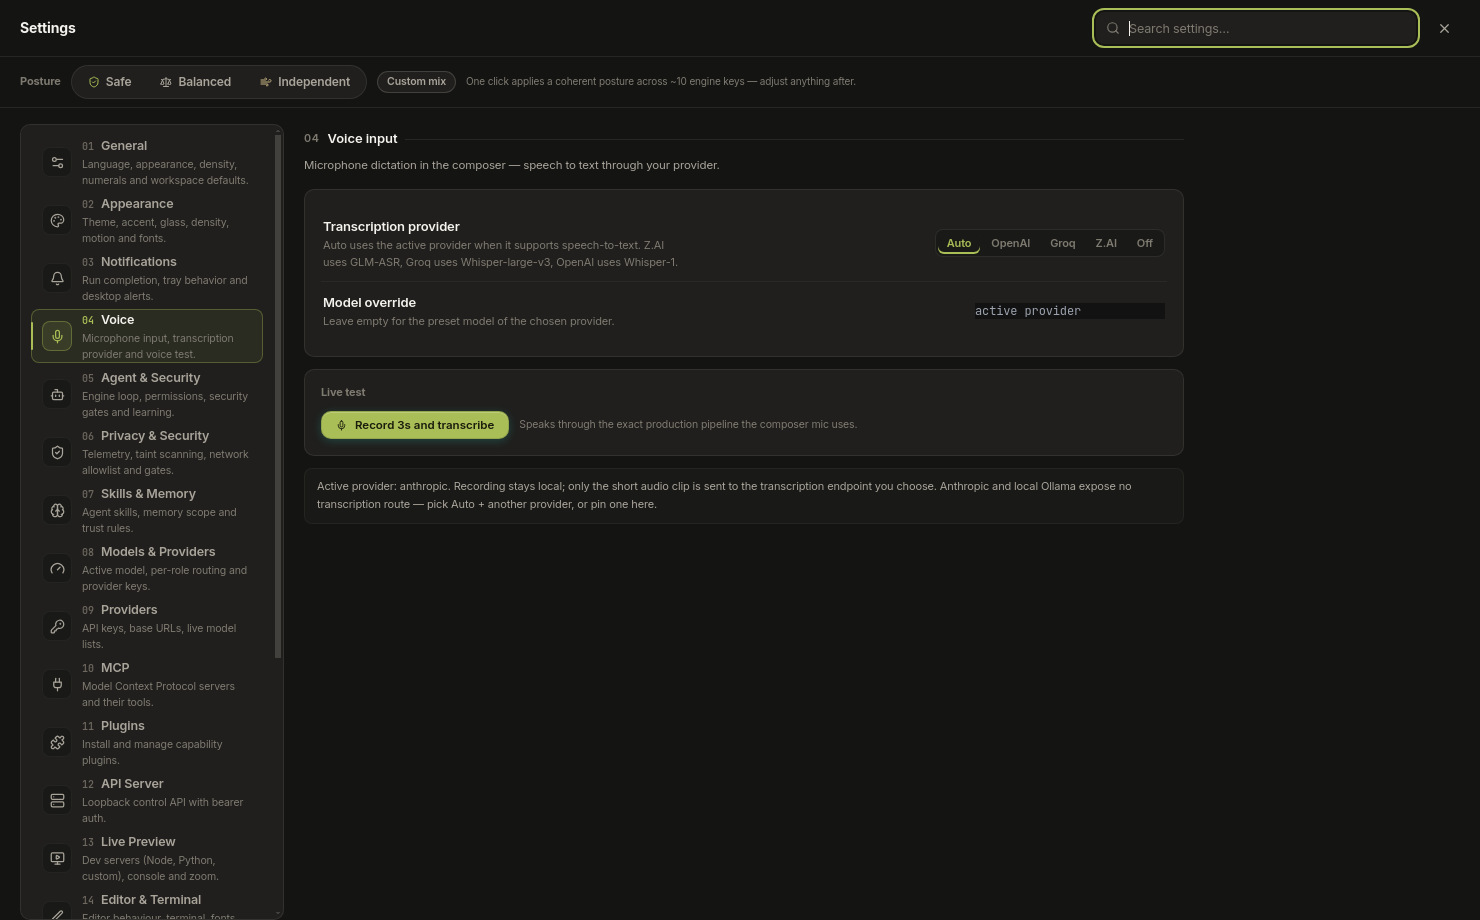 Settings
Search settings...
Posture
Safe
Balanced
Independent
Custom mix
One click applies a coherent posture across ~10 engine keys — adjust anything after.
01 General
Language, appearance, density,
numerals and workspace defaults.
02 Appearance
Theme, accent, glass, density,
motion and fonts.
03 Notifications
Run completion, tray behavior and
desktop alerts.
04 Voice
Microphone input, transcription
provider and voice test.
05 Agent & Security
Engine loop, permissions, security
gates and learning.
06 Privacy & Security
Telemetry, taint scanning, network
allowlist and gates.
07 Skills & Memory
Agent skills, memory scope and
trust rules.
08 Models & Providers
Active model, per-role routing and
provider keys.
09 Providers
API keys, base URLs, live model
lists.
10 MCP
Model Context Protocol servers
and their tools.
11 Plugins
Install and manage capability
plugins.
12 API Server
Loopback control API with bearer
auth.
13 Live Preview
Dev servers (Node, Python,
custom), console and zoom.
14 Editor & Terminal
Editor behaviour, terminal, fonts
04 Voice input
Microphone dictation in the composer — speech to text through your provider.
Transcription provider
Auto uses the active provider when it supports speech-to-text. Z.AI
uses GLM-ASR, Groq uses Whisper-large-v3, OpenAI uses Whisper-1.
Auto
OpenAI
Groq
Z.AI
Off
Model override
Leave empty for the preset model of the chosen provider.
active provider
Live test
Record 3s and transcribe
Speaks through the exact production pipeline the composer mic uses.
Active provider: anthropic. Recording stays local; only the short audio clip is sent to the transcription endpoint you choose. Anthropic and local Ollama expose no
transcription route — pick Auto + another provider, or pin one here.